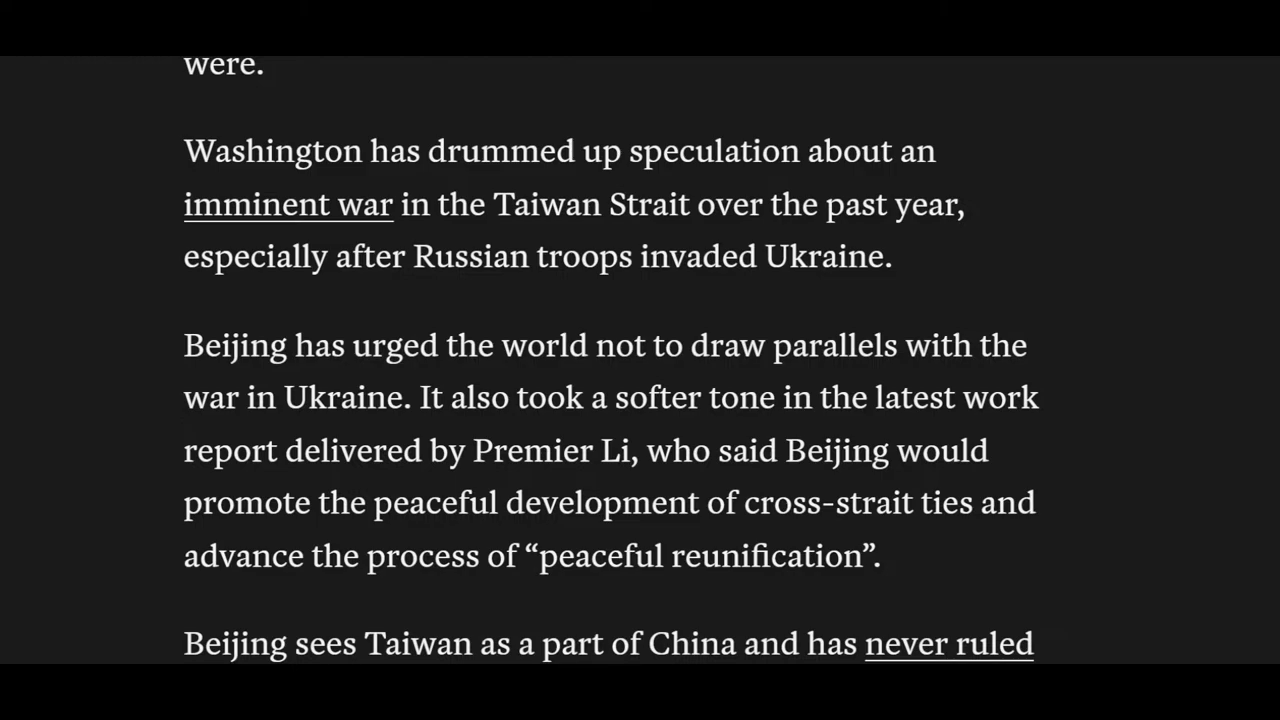 were.
Washington has drummed up speculation about an
imminent war in the Taiwan Strait over the past year,
especially after Russian troops invaded Ukraine.
Beijing has urged the world not to draw parallels with the
war in Ukraine. It also took a softer tone in the latest work
report delivered by Premier Li, who said Beijing would
promote the peaceful development of cross-strait ties and
advance the process of “peaceful reunification”.
Beijing sees Taiwan as a part of China and has never ruled